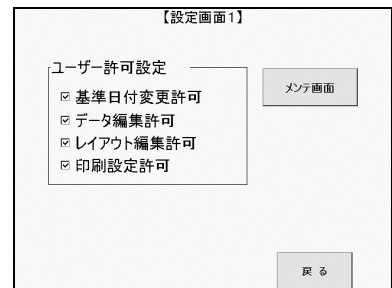 【設定画面1】
ユーザー許可設定
基準日付変更許可
データ編集許可
レイアウト編集許可
印刷設定許可
メンテ画面
戻る